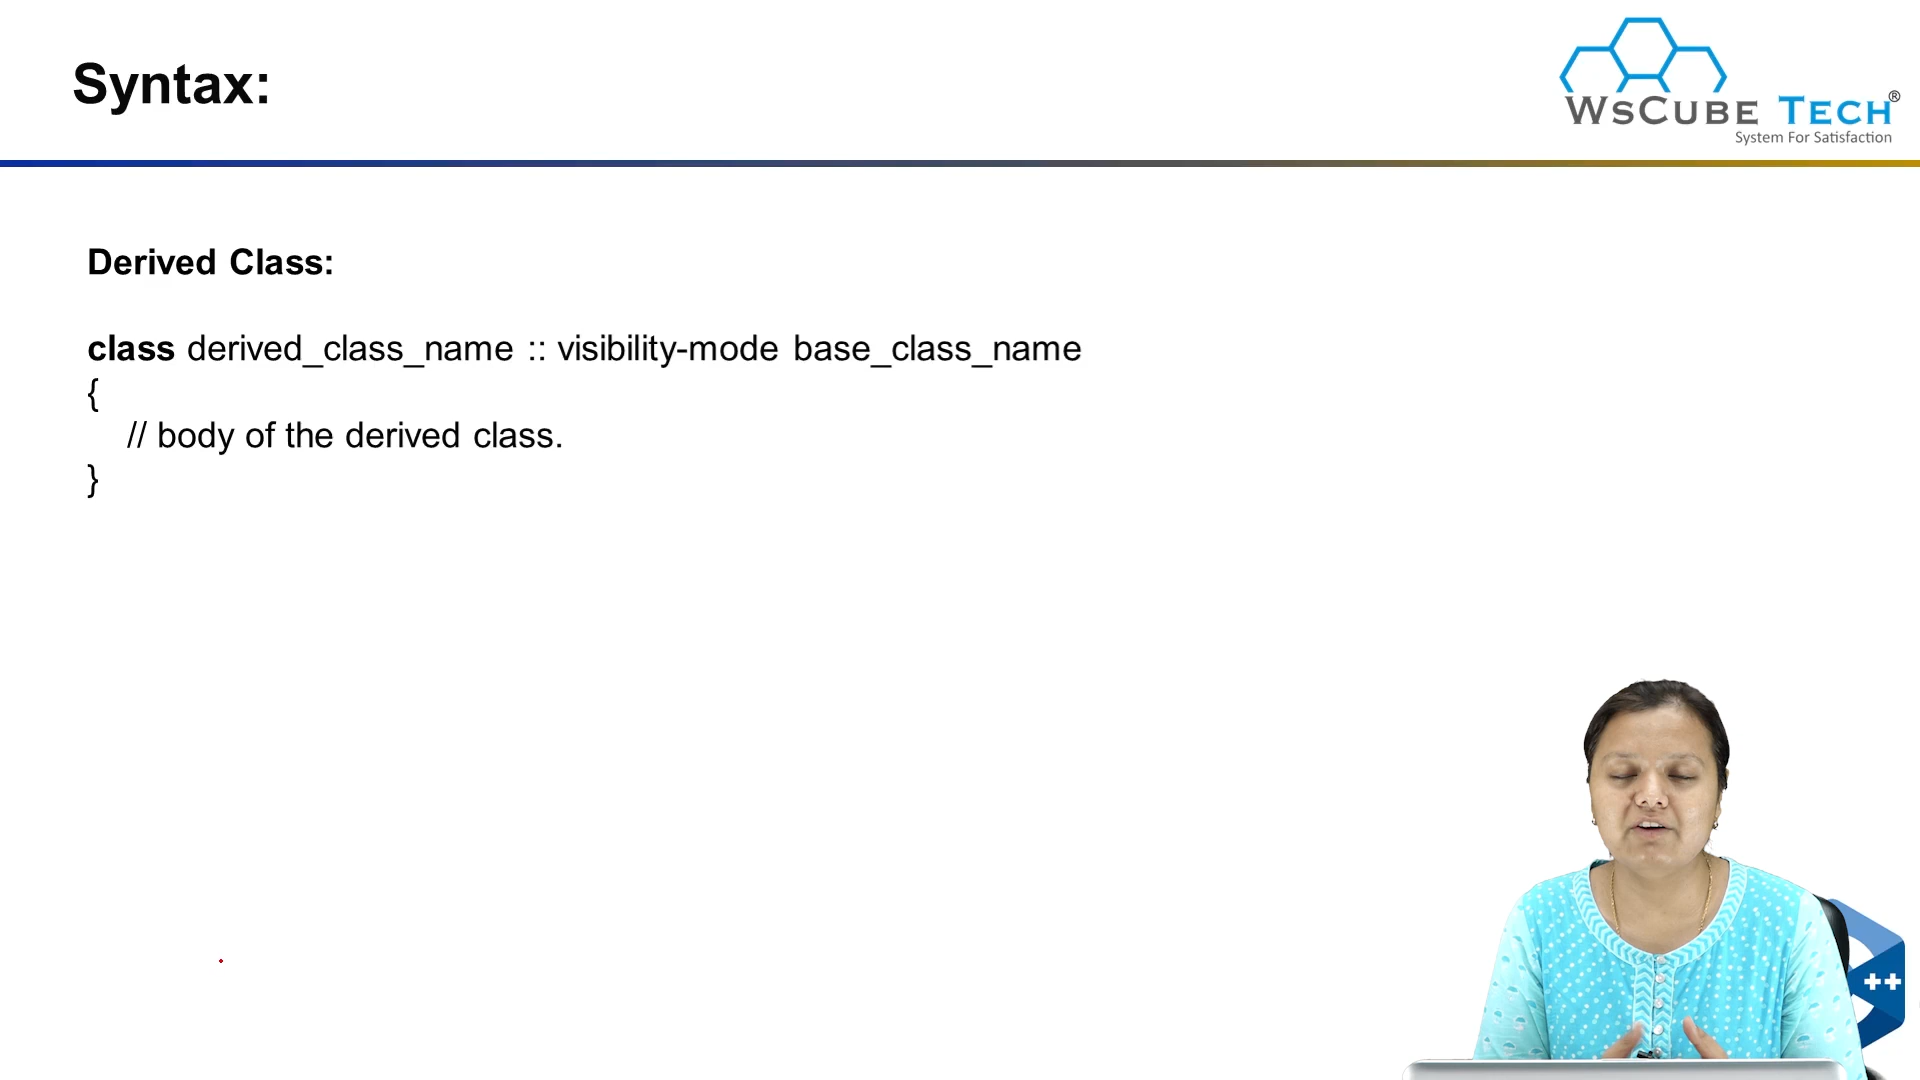 Syntax:
WsCube Tech®
System For Satisfaction
Derived Class:
class derived_class_name :: visibility-mode base_class_name
{
// body of the derived class.
}
++